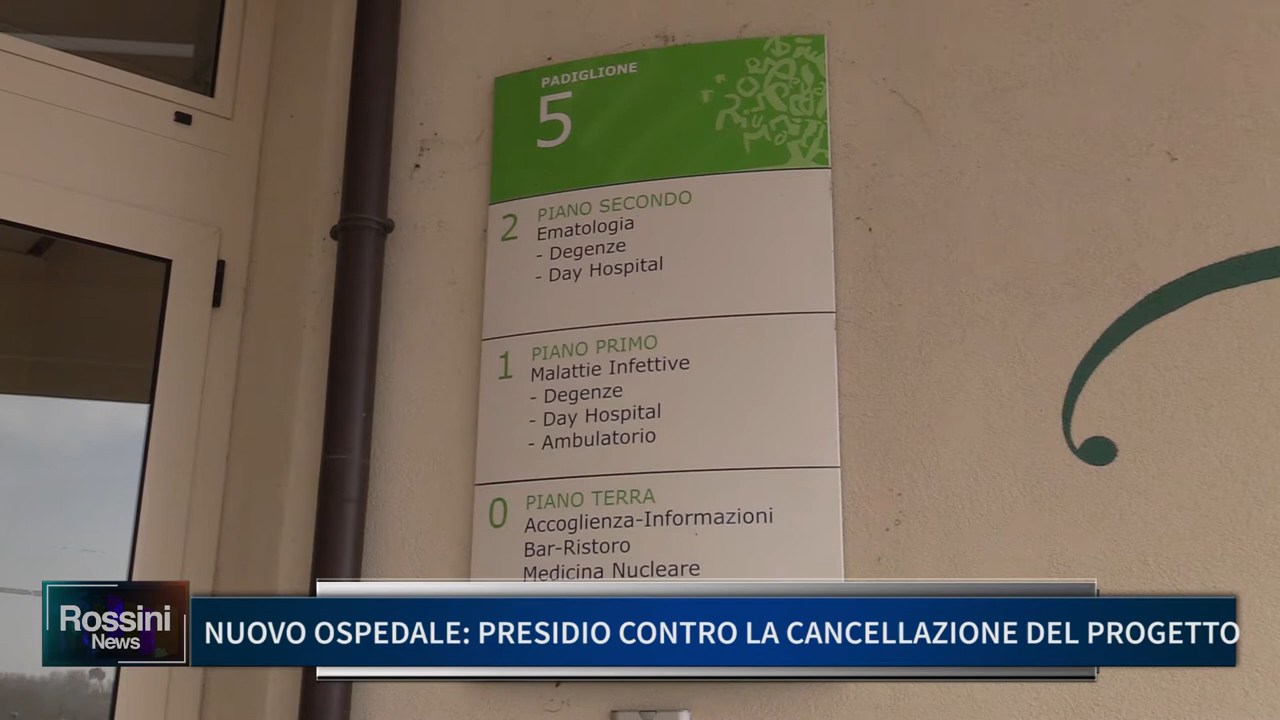 PADIGLIONE
5
2 PIANO SECONDO
Ematologia
- Degenze
- Day Hospital
1 PIANO PRIMO
Malattie Infettive
- Degenze
- Day Hospital
- Ambulatorio
0 PIANO TERRA
Accoglienza-Informazioni
Bar-Ristoro
Medicina Nucleare
Rossini
News
NUOVO OSPEDALE: PRESIDIO CONTRO LA CANCELLAZIONE DEL PROGETTO